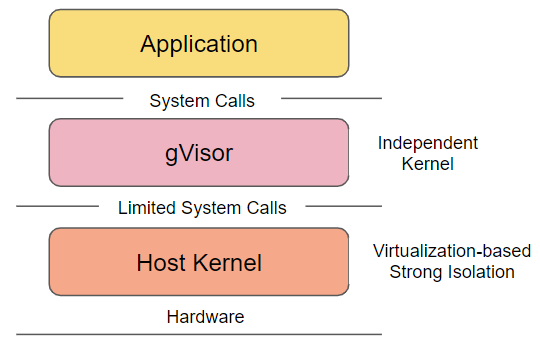 Application
System Calls
gVisor
Independent
Kernel
Limited System Calls
Host Kernel
Virtualization-based
Strong Isolation
Hardware